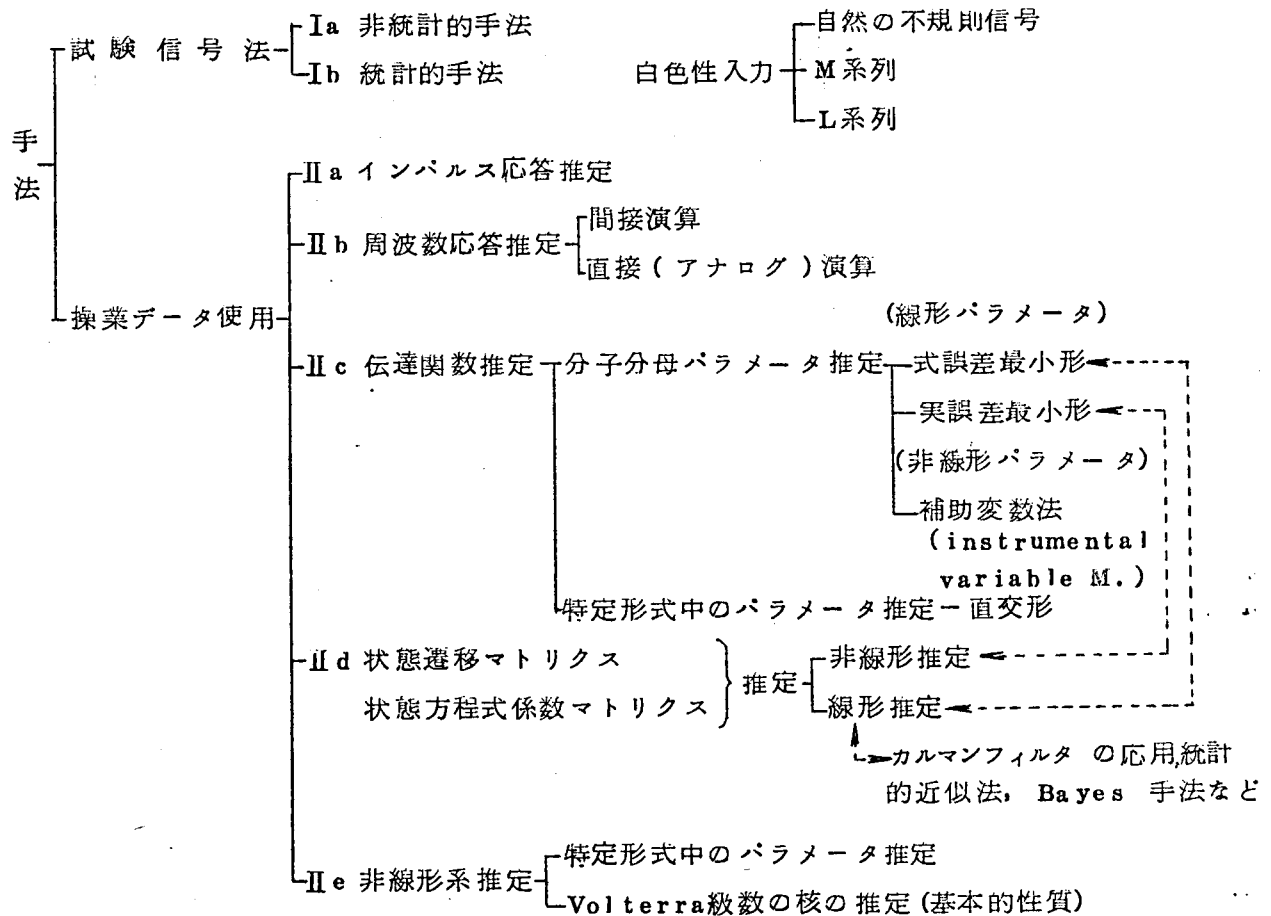 Ia 非統計的手法
自然の不規則信号
試験信号法
Ib 統計的手法
白色性入力
M系列
L系列
手法
IIa インパルス応答推定
間接演算
IIb 周波数応答推定
直接(アナログ)演算
操業データ使用
(線形パラメータ)
IIc 伝達関数推定
分子分母パラメータ推定
式誤差最小形
実誤差最小形
(非線形パラメータ)
補助変数法
(instrumental
variable M.)
特定形式中のパラメータ推定
直交形
IId 状態遷移マトリクス
非線形推定
推定
状態方程式係数マトリクス
線形推定
カルマンフィルタの応用,統計
的近似法, Bayes 手法など
特定形式中のパラメータ推定
IIe 非線形系推定
Volterra級数の核の推定(基本的性質)